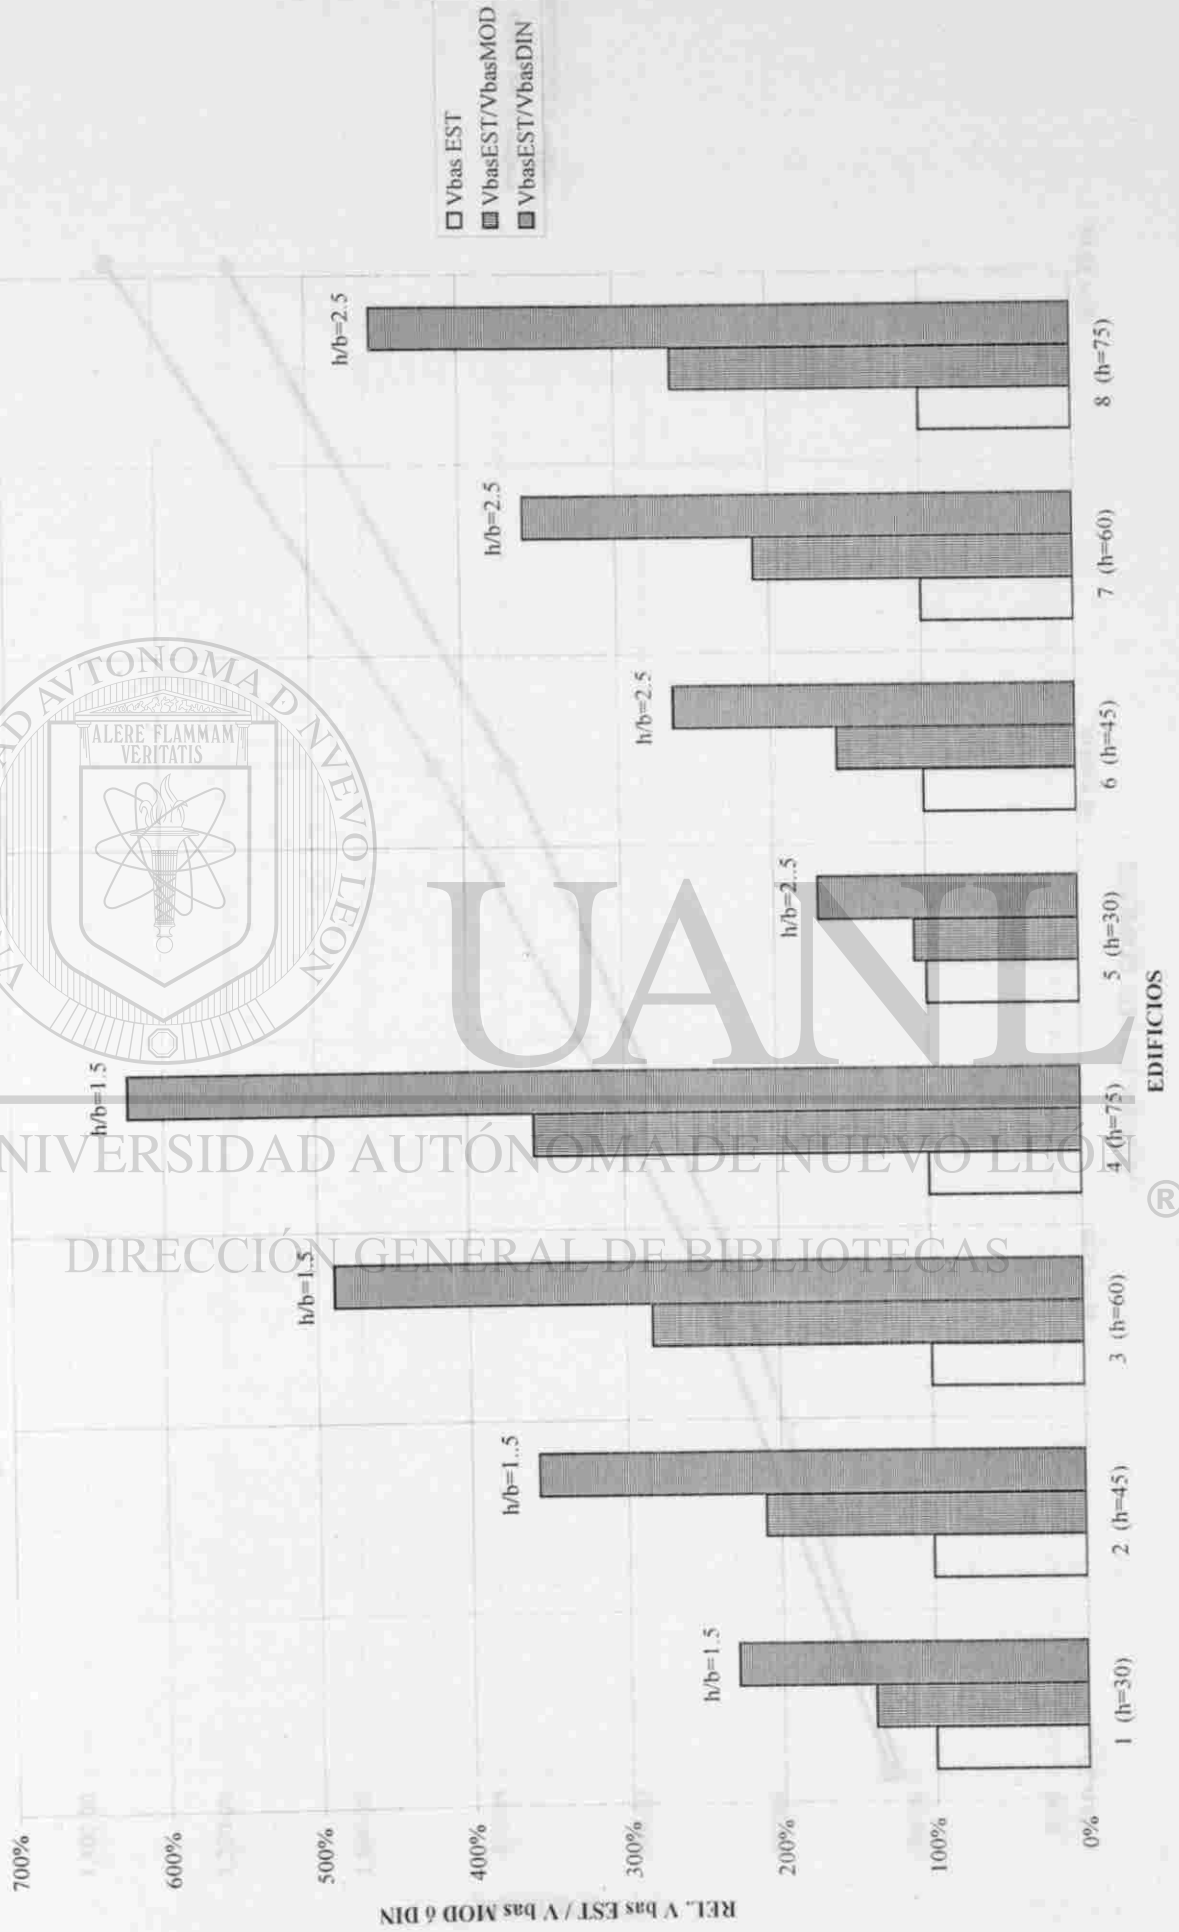 700%
600%
500%
400%
300%
200%
100%
0%
REL. V bas EST / V bas MOD ó DIN
h/b=1.5
h/b=1..5
h/b=1.5
h/b=1.5
h/b=2..5
h/b=2.5
h/b=2.5
h/b=2.5
1 (h=30)
2 (h=45)
3 (h=60)
4 (h=75)
5 (h=30)
6 (h=45)
7 (h=60)
8 (h=75)
EDIFICIOS
Vbas EST
VbasEST/VbasMOD
VbasEST/VbasDIN
ALERE FLAMMAM
VERITATIS
UANL
UNIVERSIDAD AUTÓNOMA DE NUEVO LEÓN
®
DIRECCIÓN GENERAL DE BIBLIOTECAS